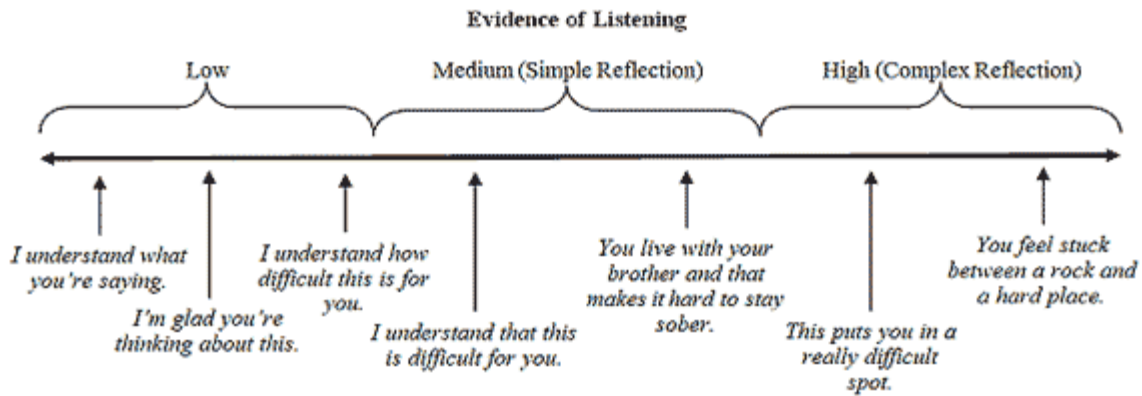 Evidence of Listening
Low
Medium (Simple Reflection)
High (Complex Reflection)
I understand what
you're saying.
I'm glad you're
thinking about this.
I understand how
difficult this is for
you.
I understand that this
is difficult for you.
You live with your
brother and that
makes it hard to stay
sober.
This puts you in a
really difficult
spot.
You feel stuck
between a rock and
a hard place.